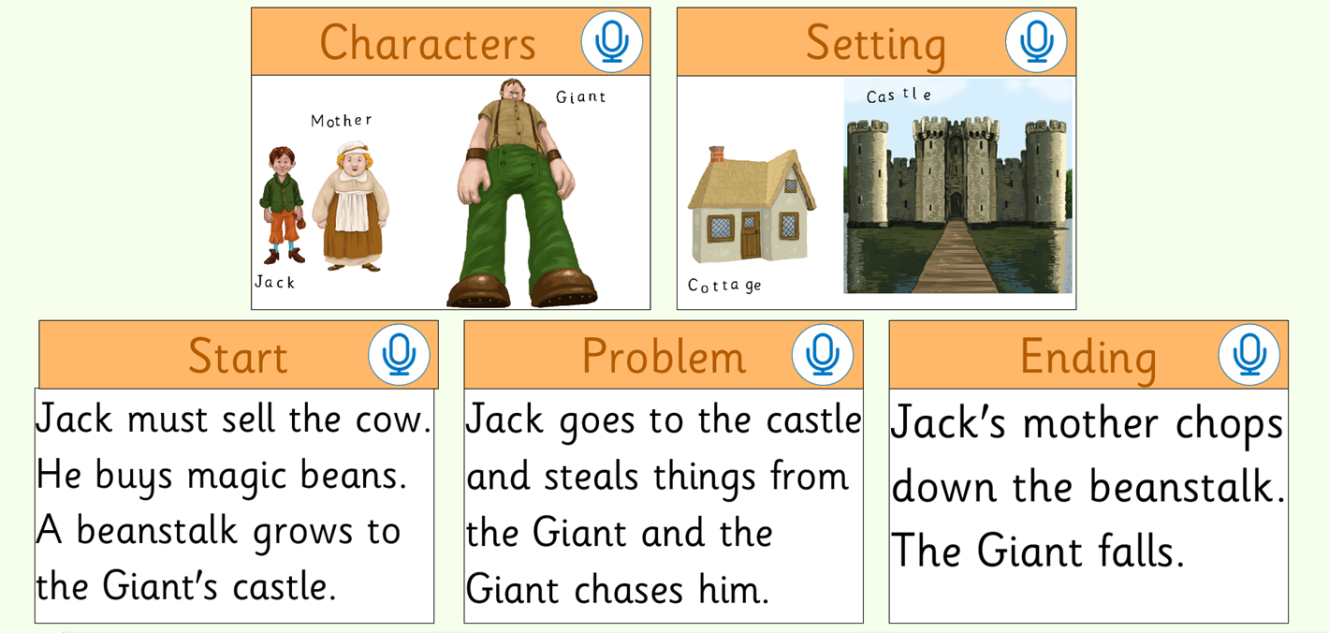 Characters
Mother
Giant
Jack
Setting
Castle
Cottage
Start
Jack must sell the cow.
He buys magic beans.
A beanstalk grows to
the Giant's castle.
Problem
Jack goes to the castle
and steals things from
the Giant and the
Giant chases him.
Ending
Jack's mother chops
down the beanstalk.
The Giant falls.